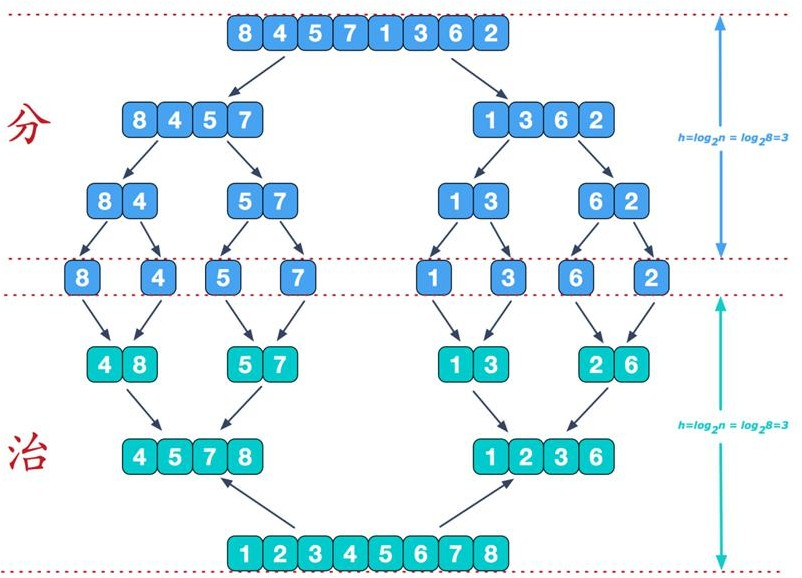 8 4 5 7 1 3 6 2
分
8 4 5 7
1 3 6 2
h=log₂n = log₂8=3
8 4
5 7
1 3
6 2
8
4
5
7
1
3
6
2
4 8
5 7
1 3
2 6
h=log₂n = log₂8=3
治
4 5 7 8
1 2 3 6
1 2 3 4 5 6 7 8